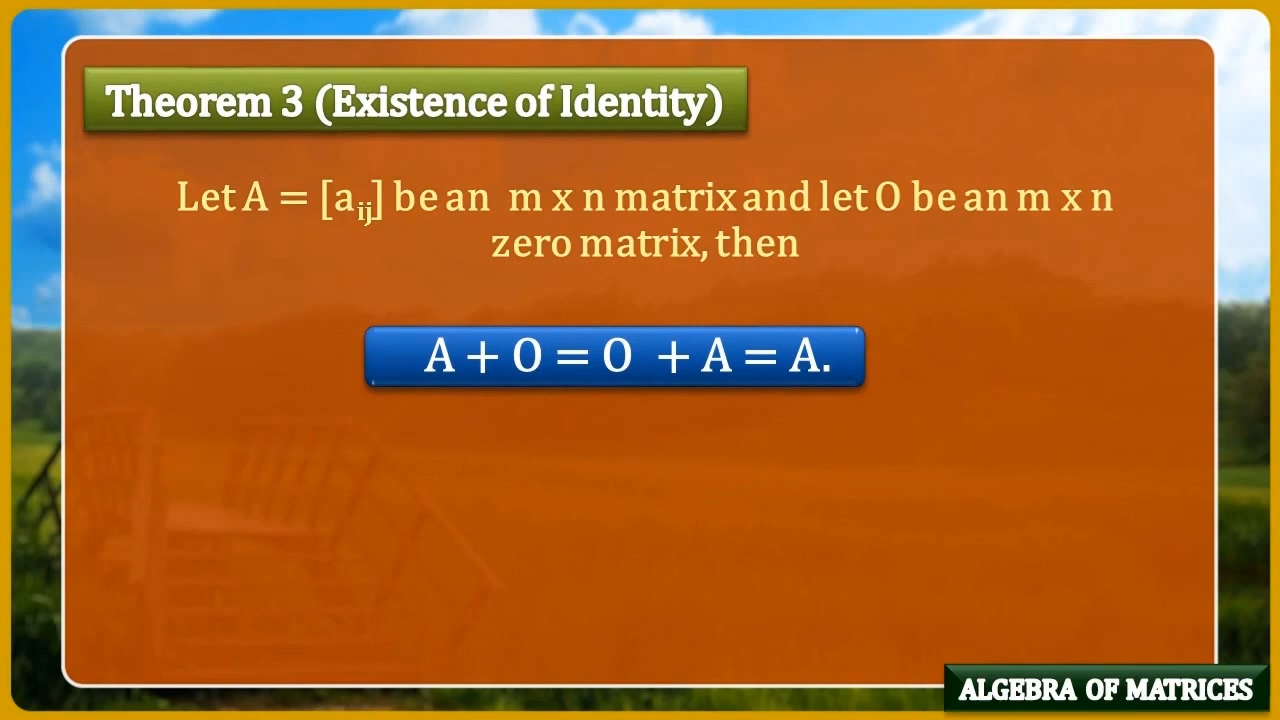 Theorem 3 (Existence of Identity)
Let A = [aᵢⱼ] be an m x n matrix and let O be an m x n
zero matrix, then
A + O = O + A = A.
ALGEBRA OF MATRICES